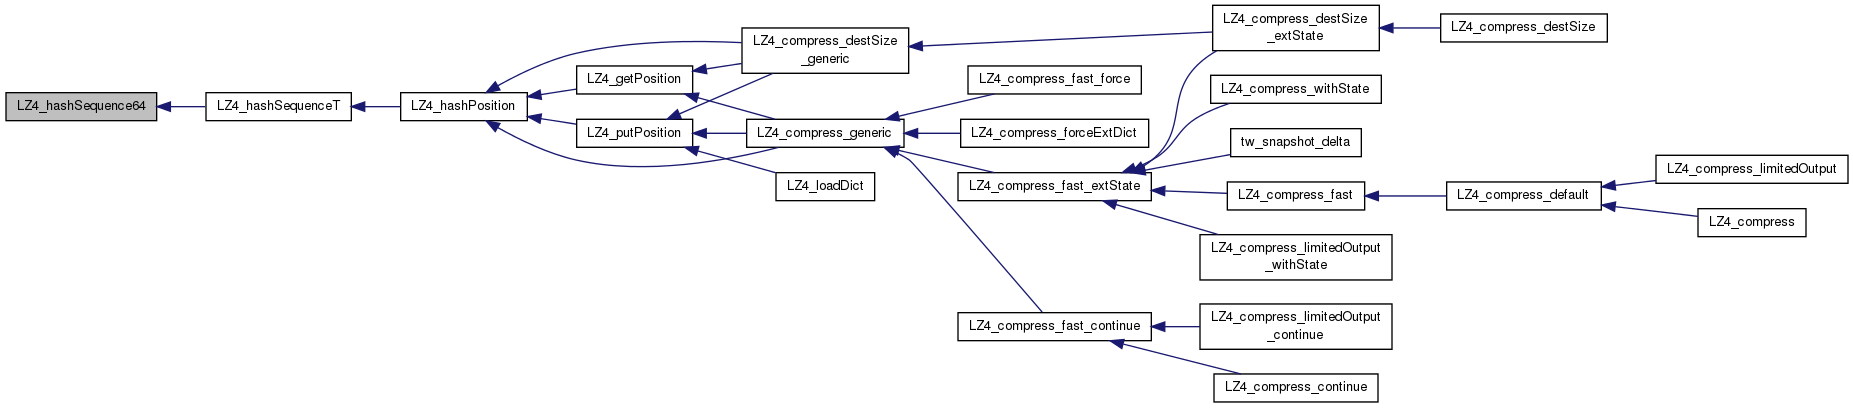 LZ4_hashSequence64
LZ4_hashSequenceT
LZ4_hashPosition
LZ4_getPosition
LZ4_putPosition
LZ4_compress_destSize
_generic
LZ4_compress_generic
LZ4_loadDict
LZ4_compress_fast_force
LZ4_compress_forceExtDict
LZ4_compress_fast_extState
LZ4_compress_fast_continue
LZ4_compress_destSize
_extState
LZ4_compress_withState
tw_snapshot_delta
LZ4_compress_fast
LZ4_compress_limitedOutput
_withState
LZ4_compress_limitedOutput
_continue
LZ4_compress_continue
LZ4_compress_destSize
LZ4_compress_default
LZ4_compress_limitedOutput
LZ4_compress